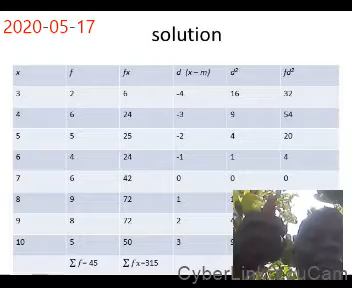 2020-05-17
solution
x f fx d (x – m) d² fd²
3 2 6 -4 16 32
4 6 24 -3 9 54
5 5 25 -2 4 20
6 4 24 -1 1 4
7 6 42 0 0 0
8 9 72 1
9 8 72 2
10 5 50 3
∑ f = 45 ∑ fx=315
CyberLink YouCam